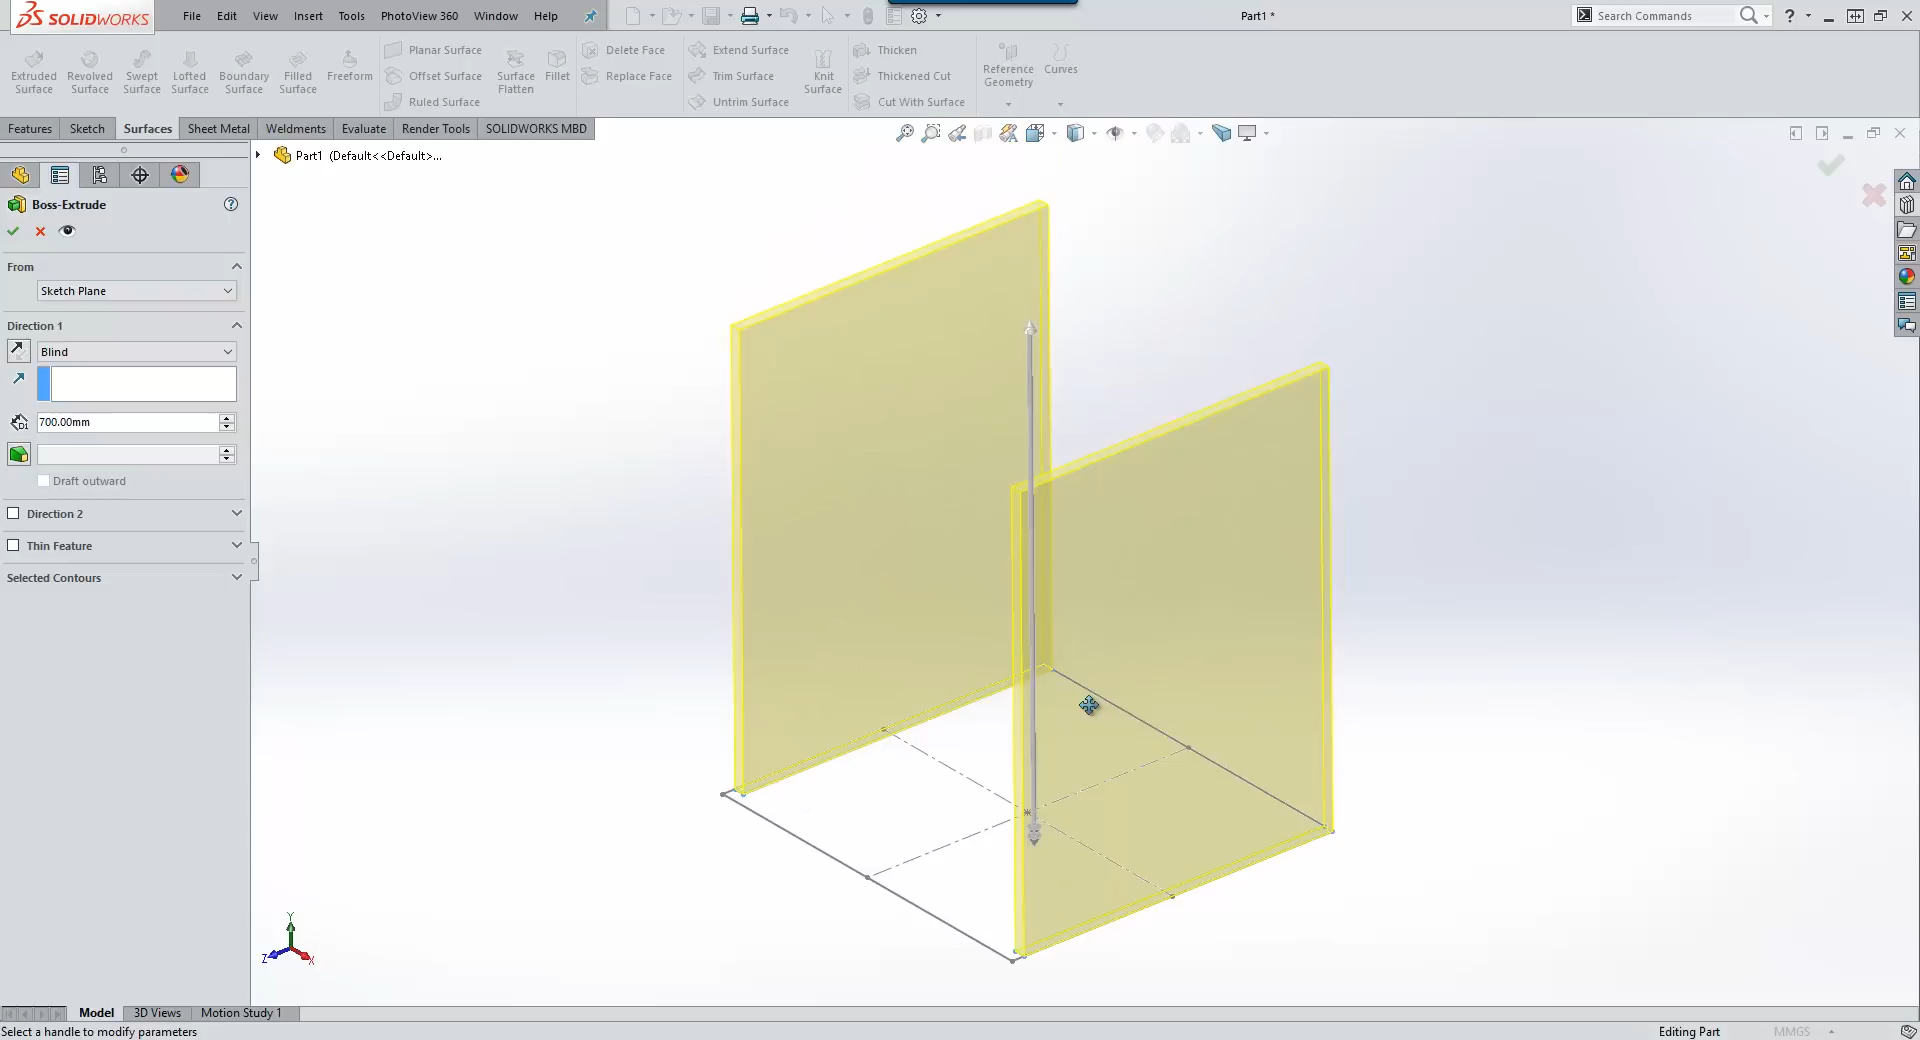 SOLIDWORKS
File Edit View Insert Tools PhotoView 360 Window Help
Part1 *
Search Commands
?
Extruded Surface
Revolved Surface
Swept Surface
Lofted Surface
Boundary Surface
Filled Surface
Freeform
Planar Surface
Offset Surface
Ruled Surface
Surface Flatten
Fillet
Delete Face
Replace Face
Extend Surface
Trim Surface
Untrim Surface
Knit Surface
Thicken
Thickened Cut
Cut With Surface
Reference Geometry
Curves
Features Sketch Surfaces Sheet Metal Weldments Evaluate Render Tools SOLIDWORKS MBD
Part1 (Default<<Default>...
Boss-Extrude
?
From
Sketch Plane
Direction 1
Blind
D1
700.00mm
Draft outward
Direction 2
Thin Feature
Selected Contours
Y
Z
X
Model 3D Views Motion Study 1
Select a handle to modify parameters
Editing Part
MMGS